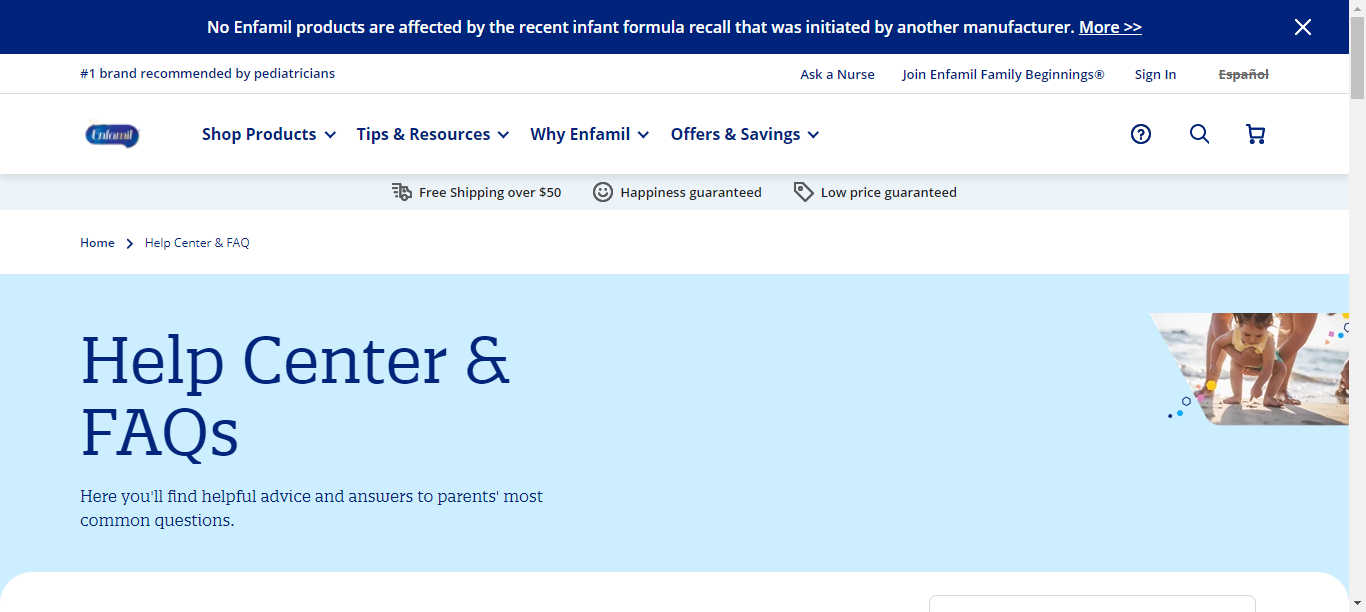 No Enfamil products are affected by the recent infant formula recall that was initiated by another manufacturer. More >>
#1 brand recommended by pediatricians
Ask a Nurse
Join Enfamil Family Beginnings®
Sign In
Español
Enfamil
Shop Products
Tips & Resources
Why Enfamil
Offers & Savings
Free Shipping over $50
Happiness guaranteed
Low price guaranteed
Home
Help Center & FAQ
Help Center &
FAQs
Here you'll find helpful advice and answers to parents' most
common questions.